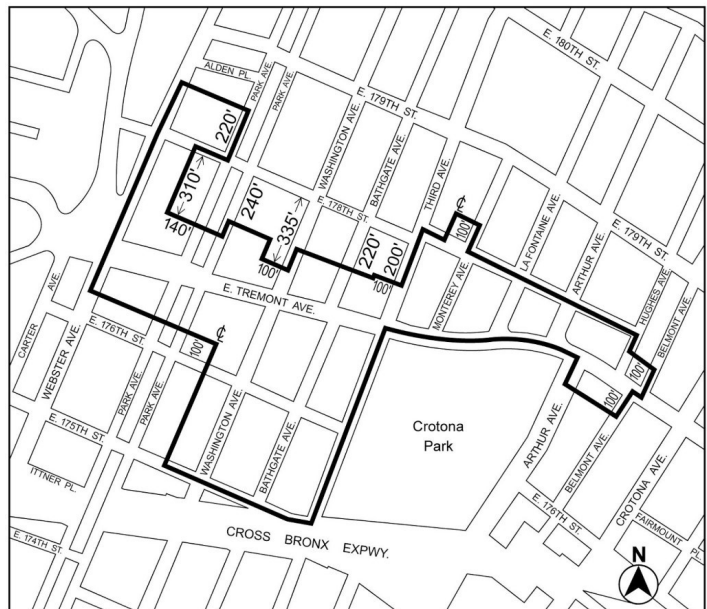 E. 180TH ST.
ALDEN PL.
PARK AVE.
PARK AVE.
E. 179TH ST.
220'
WASHINGTON AVE.
BATHGATE AVE.
THIRD AVE.
310'
240'
E. 178TH ST.
335'
℄
100'
140'
220'
200'
LA FONTAINE AVE.
ARTHUR AVE.
E. 179TH ST.
100'
100'
MONTEREY AVE.
HUGHES AVE.
BELMONT AVE.
E. TREMONT AVE.
CARTER AVE.
WEBSTER AVE.
E. 176TH ST.
100'
℄
100'
100'
PARK AVE.
PARK AVE.
WASHINGTON AVE.
BATHGATE AVE.
Crotona
Park
ARTHUR AVE.
BELMONT AVE.
CROTONA AVE.
E. 175TH ST.
ITTNER PL.
E. 176TH ST.
FAIRMOUNT PL.
E. 174TH ST.
CROSS BRONX EXPWY.
N